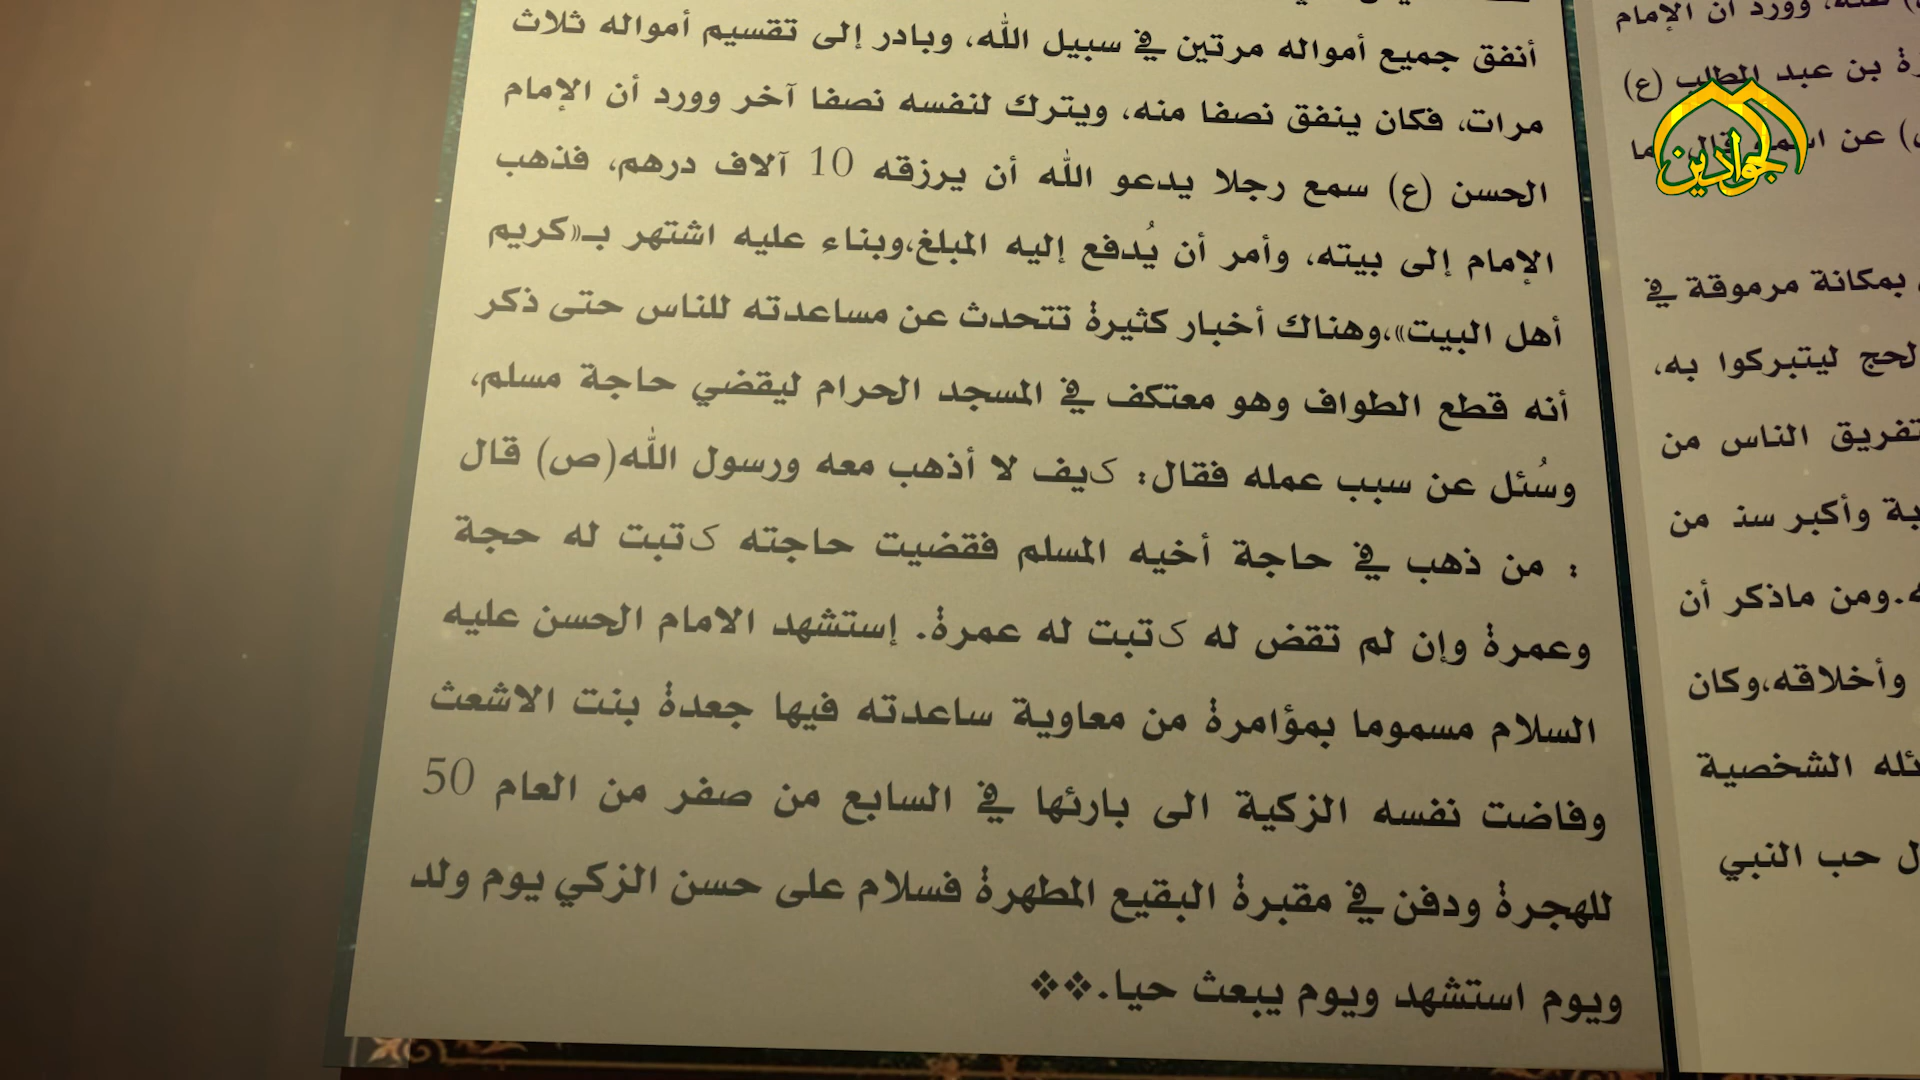 أنفق جميع أمواله مرتين في سبيل الله، وبادر إلى تقسيم أمواله ثلاث
مرات، فكان ينفق نصفا منه، ويترك لنفسه نصفا آخر وورد أن الإمام
الحسن (ع) سمع رجلا يدعو الله أن يرزقه 10 آلاف درهم، فذهب
الإمام إلى بيته، وأمر أن يُدفع إليه المبلغ،وبناء عليه اشتهر بـ«كريم
أهل البيت»،وهناك أخبار كثيرة تتحدث عن مساعدته للناس حتى ذكر
أنه قطع الطواف وهو معتكف في المسجد الحرام ليقضي حاجة مسلم،
وسُئل عن سبب عمله فقال: كيف لا أذهب معه ورسول الله(ص) قال
: من ذهب في حاجة أخيه المسلم فقضيت حاجته كتبت له حجة
وعمرة وإن لم تقض له كتبت له عمرة. إستشهد الامام الحسن عليه
السلام مسموما بمؤامرة من معاوية ساعدته فيها جعدة بنت الاشعث
وفاضت نفسه الزكية الى بارئها في السابع من صفر من العام 50
للهجرة ودفن في مقبرة البقيع المطهرة فسلام على حسن الزكي يوم ولد
ويوم استشهد ويوم يبعث حيا.❖❖
وورد ان الإمام
بن عبد المطلب (ع)
عن
بمكانة مرموقة في
الحج ليتبركوا به،
تفريق الناس من
وأكبر سنـ من
ومن ماذكر أن
وأخلاقه،وكان
الشخصية
حب النبي
الجوادين